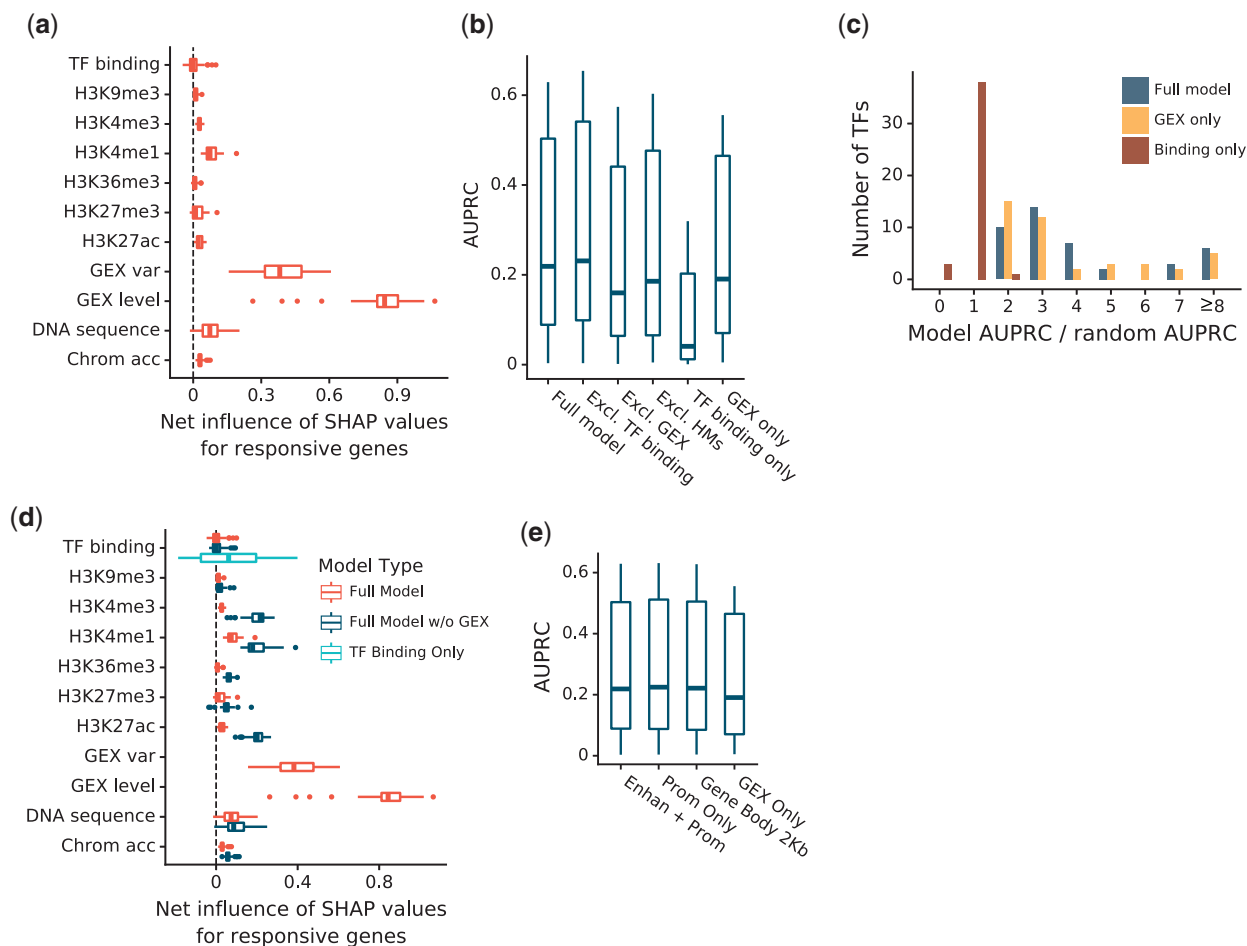 (a)
TF binding
H3K9me3
H3K4me3
H3K4me1
H3K36me3
H3K27me3
H3K27ac
GEX var
GEX level
DNA sequence
Chrom acc
0 0.3 0.6 0.9
Net influence of SHAP values
for responsive genes
(b)
AUPRC
0.6
0.4
0.2
0
Full model
Excl. TF binding
Excl. GEX
Excl. HMs
TF binding only
GEX only
(c)
Number of TFs
30
20
10
0
Full model
GEX only
Binding only
0 1 2 3 4 5 6 7 ≥8
Model AUPRC / random AUPRC
(d)
TF binding
H3K9me3
H3K4me3
H3K4me1
H3K36me3
H3K27me3
H3K27ac
GEX var
GEX level
DNA sequence
Chrom acc
Model Type
Full Model
Full Model w/o GEX
TF Binding Only
0 0.4 0.8
Net influence of SHAP values
for responsive genes
(e)
AUPRC
0.6
0.4
0.2
0
Enhan + Prom
Prom Only
Gene Body 2Kb
GEX Only